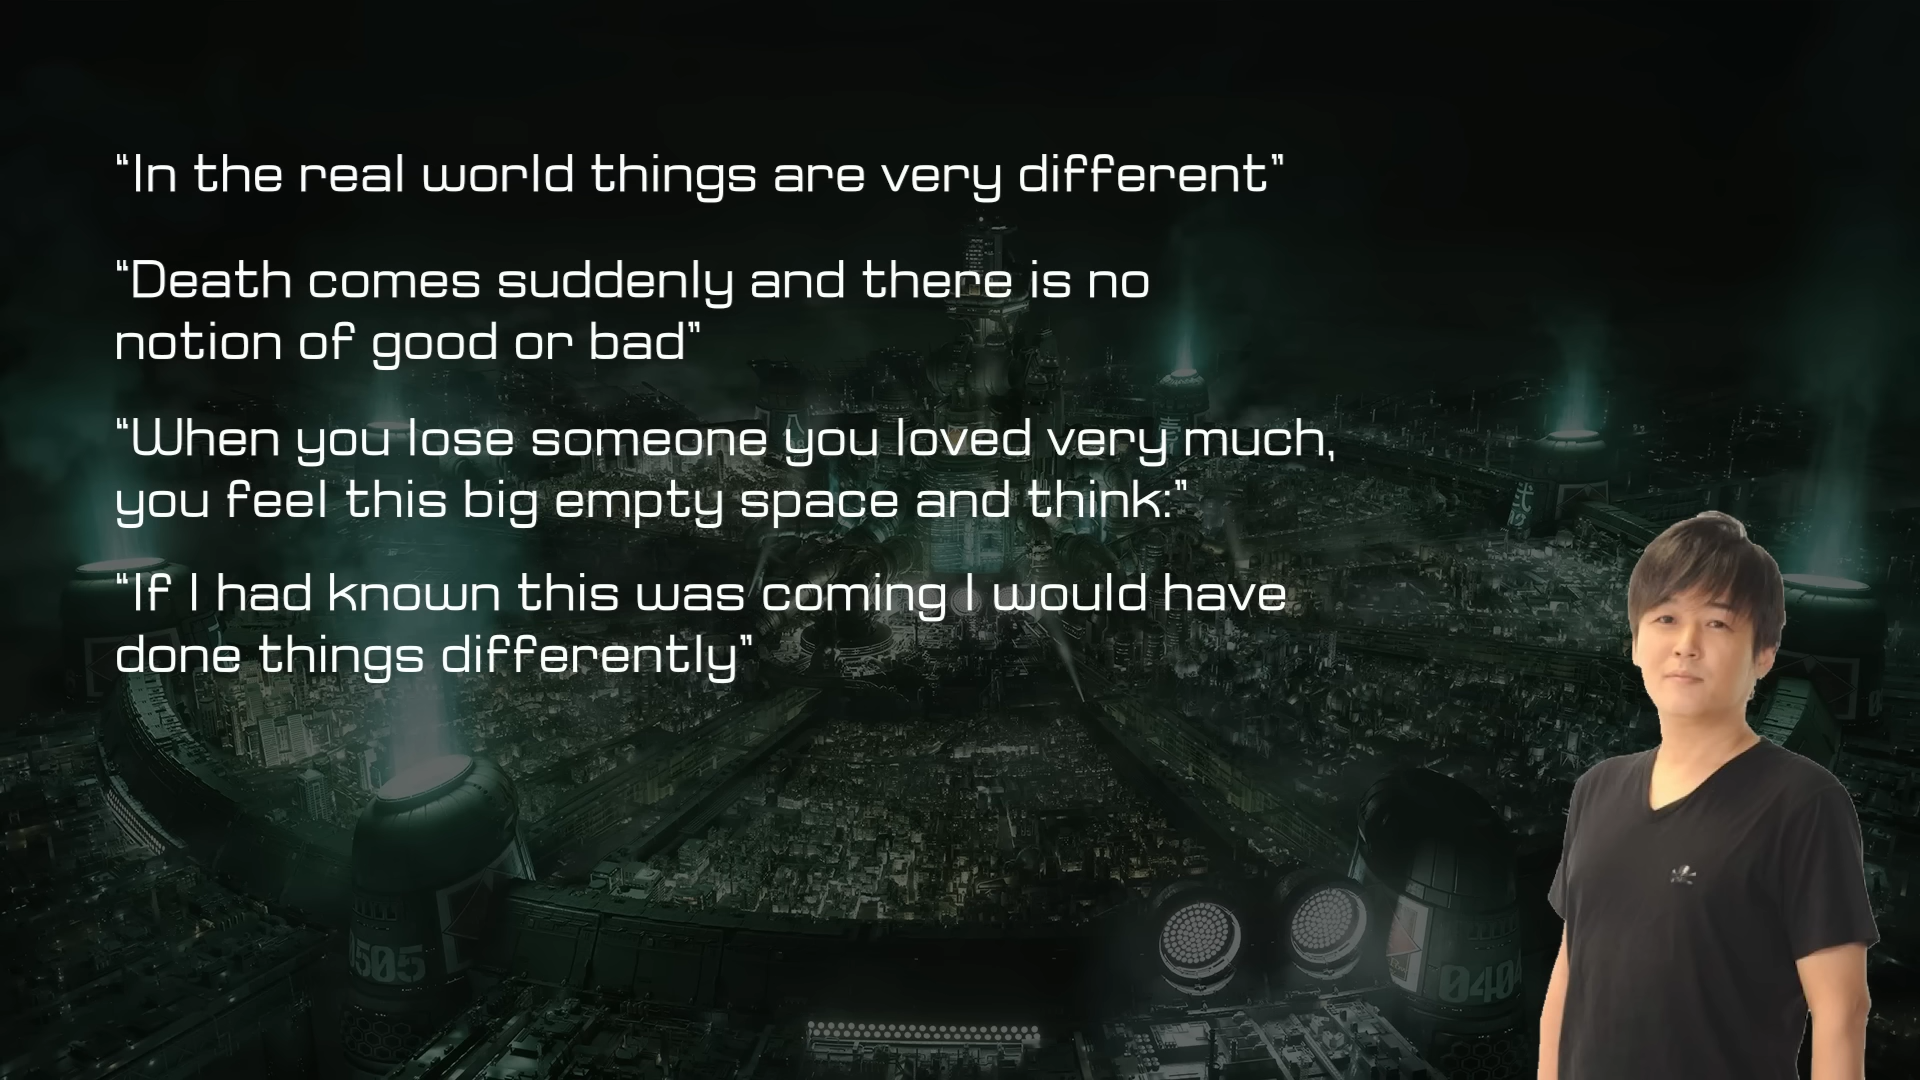 “In the real world things are very different”
“Death comes suddenly and there is no
notion of good or bad”
“When you lose someone you loved very much,
you feel this big empty space and think:”
“If I had known this was coming I would have
done things differently”
0505
0404